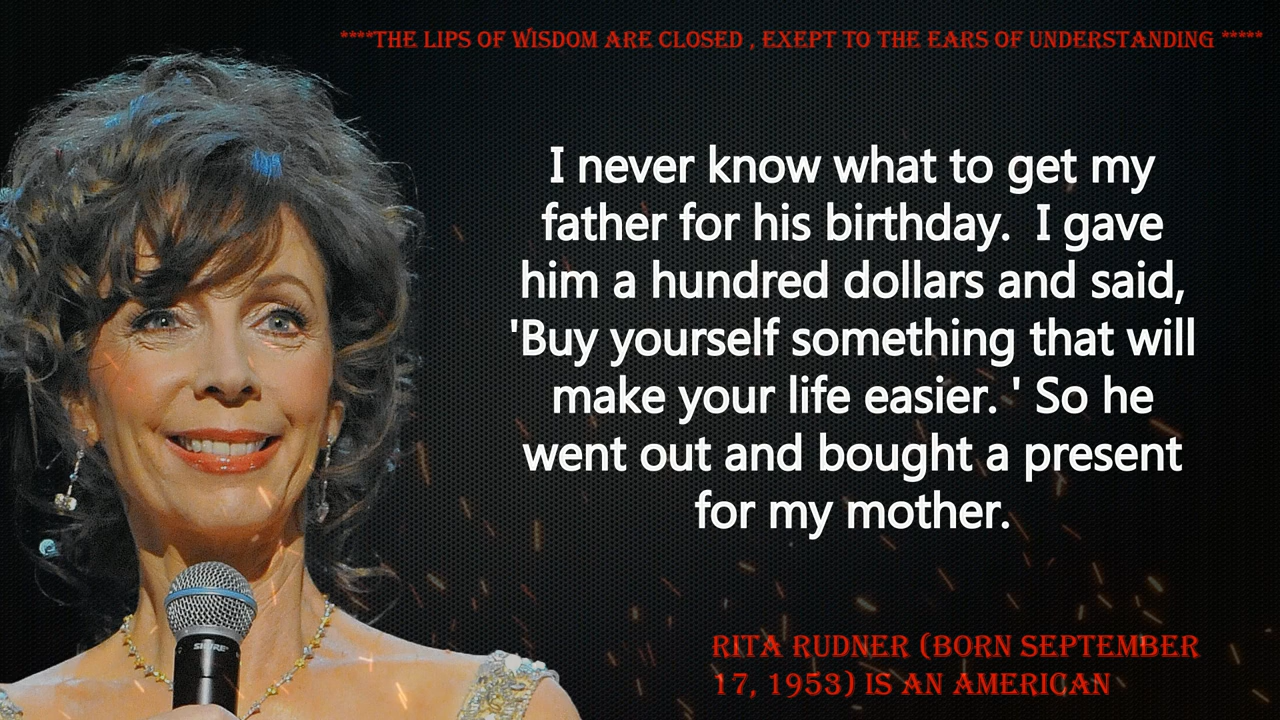 ****THE LIPS OF WISDOM ARE CLOSED , EXEPT TO THE EARS OF UNDERSTANDING *****
I never know what to get my
father for his birthday. I gave
him a hundred dollars and said,
'Buy yourself something that will
make your life easier. ' So he
went out and bought a present
for my mother.
SHURE
RITA RUDNER (BORN SEPTEMBER
17, 1953) IS AN AMERICAN